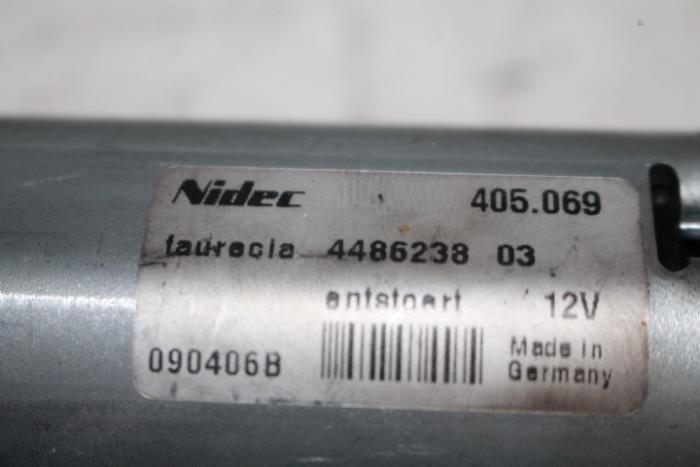 Nidec 405.069
faurecia 4486238 03
entstoert 12V
090406B Made in
Germany